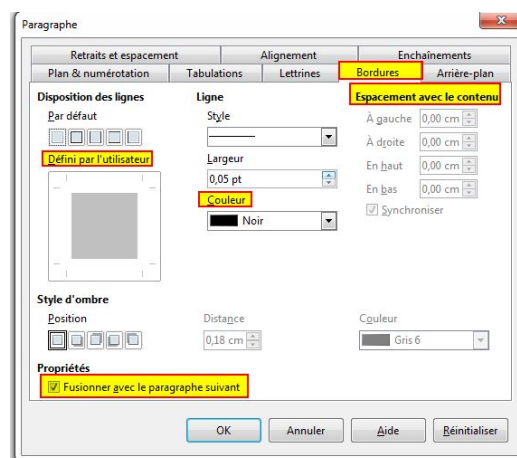 Paragraphe
Retraits et espacement Alignement Enchaînements
Plan & numérotation Tabulations Lettrines Bordures Arrière-plan
Disposition des lignes Ligne Espacement avec le contenu
Par défaut Style À gauche 0,00 cm
À droite 0,00 cm
Défini par l'utilisateur Largeur En haut 0,00 cm
0,05 pt En bas 0,00 cm
Couleur Synchroniser
Noir
Style d'ombre
Position Distance Couleur
0,18 cm Gris 6
Propriétés
Fusionner avec le paragraphe suivant
OK Annuler Aide Réinitialiser